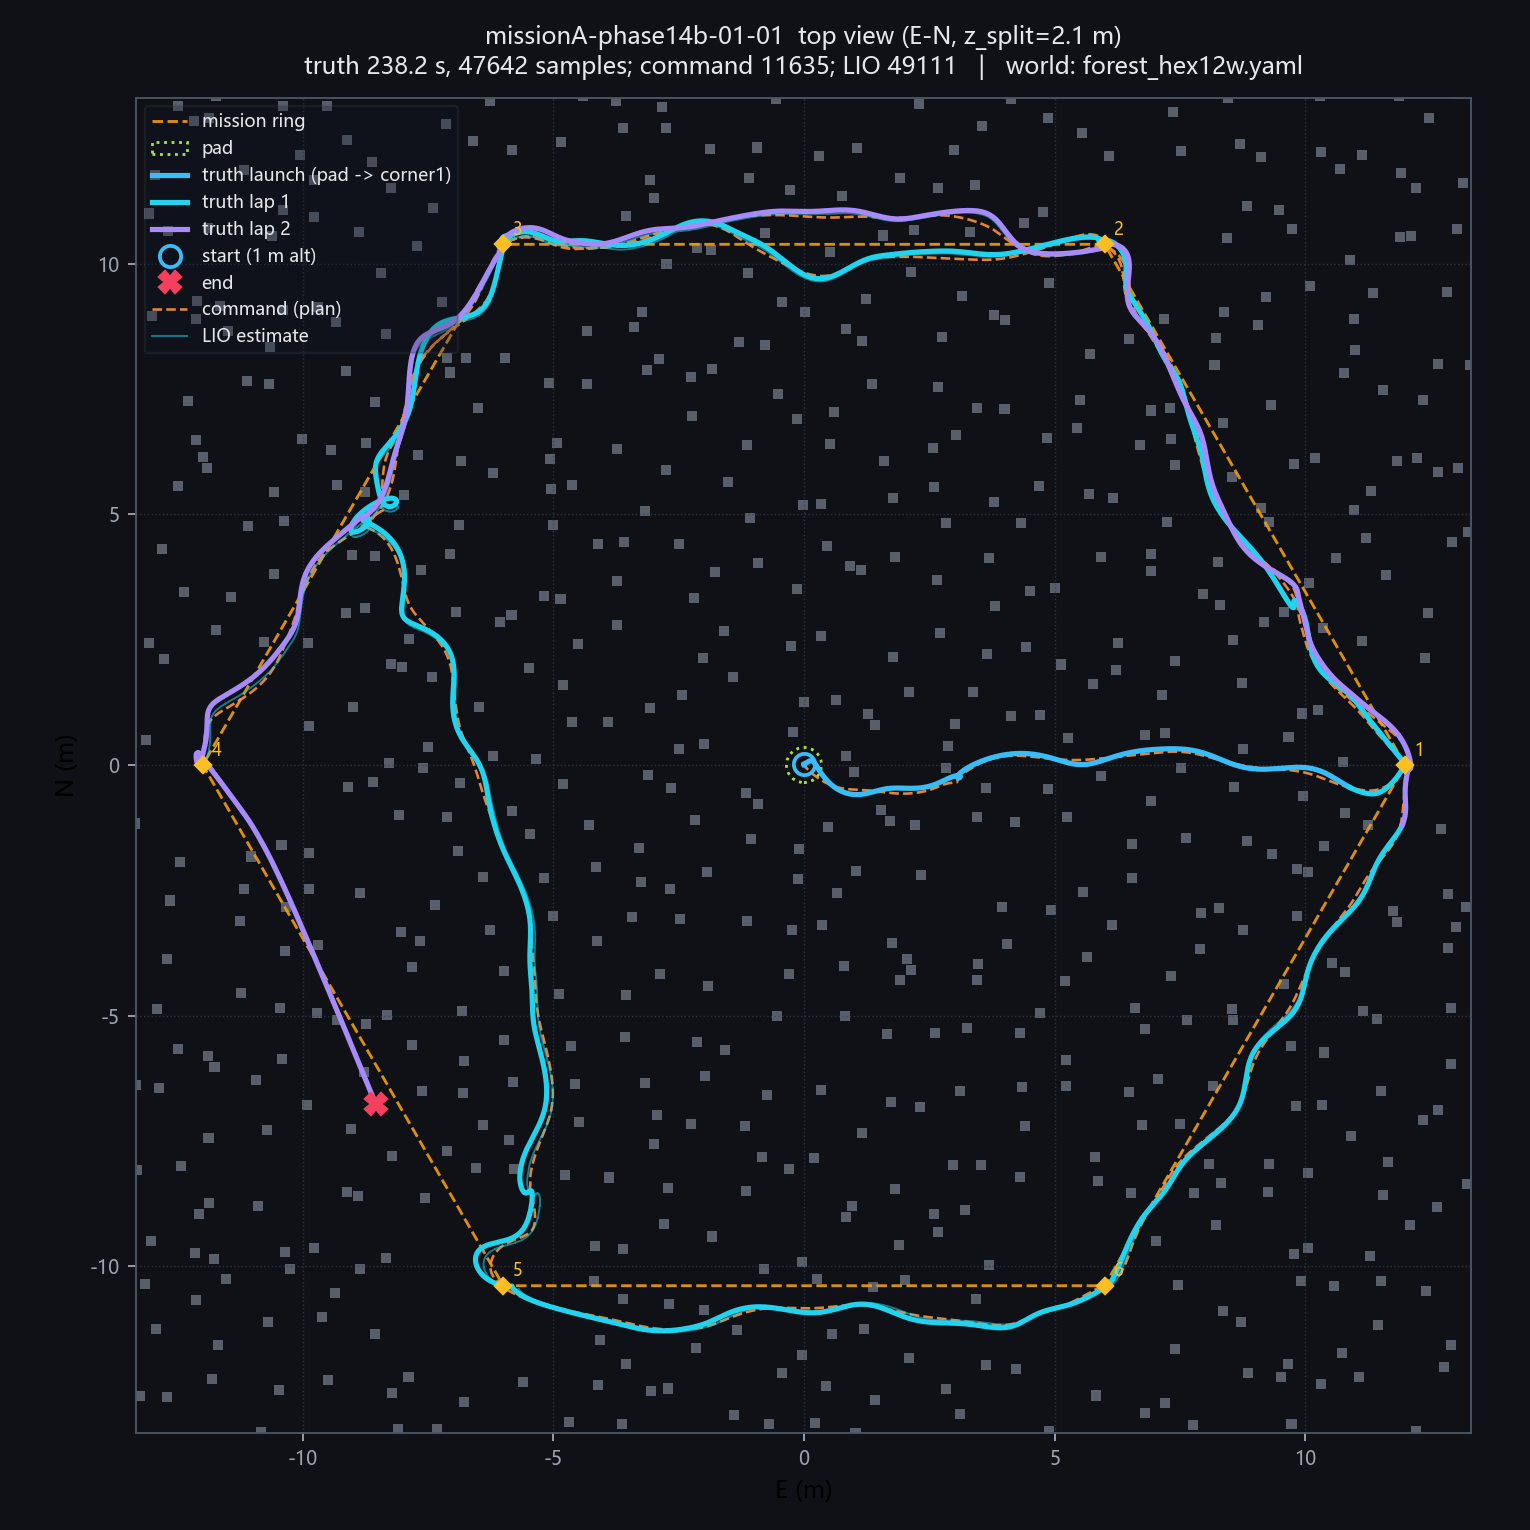 missionA-phase14b-01-01 top view (E-N, z_split=2.1 m)
truth 238.2 s, 47642 samples; command 11635; LIO 49111 | world: forest_hex12w.yaml
mission ring
pad
truth launch (pad -> corner1)
truth lap 1
truth lap 2
start (1 m alt)
end
command (plan)
LIO estimate
3
2
1
4
5
10
5
0
-5
-10
N (m)
-10
-5
0
5
10
E (m)